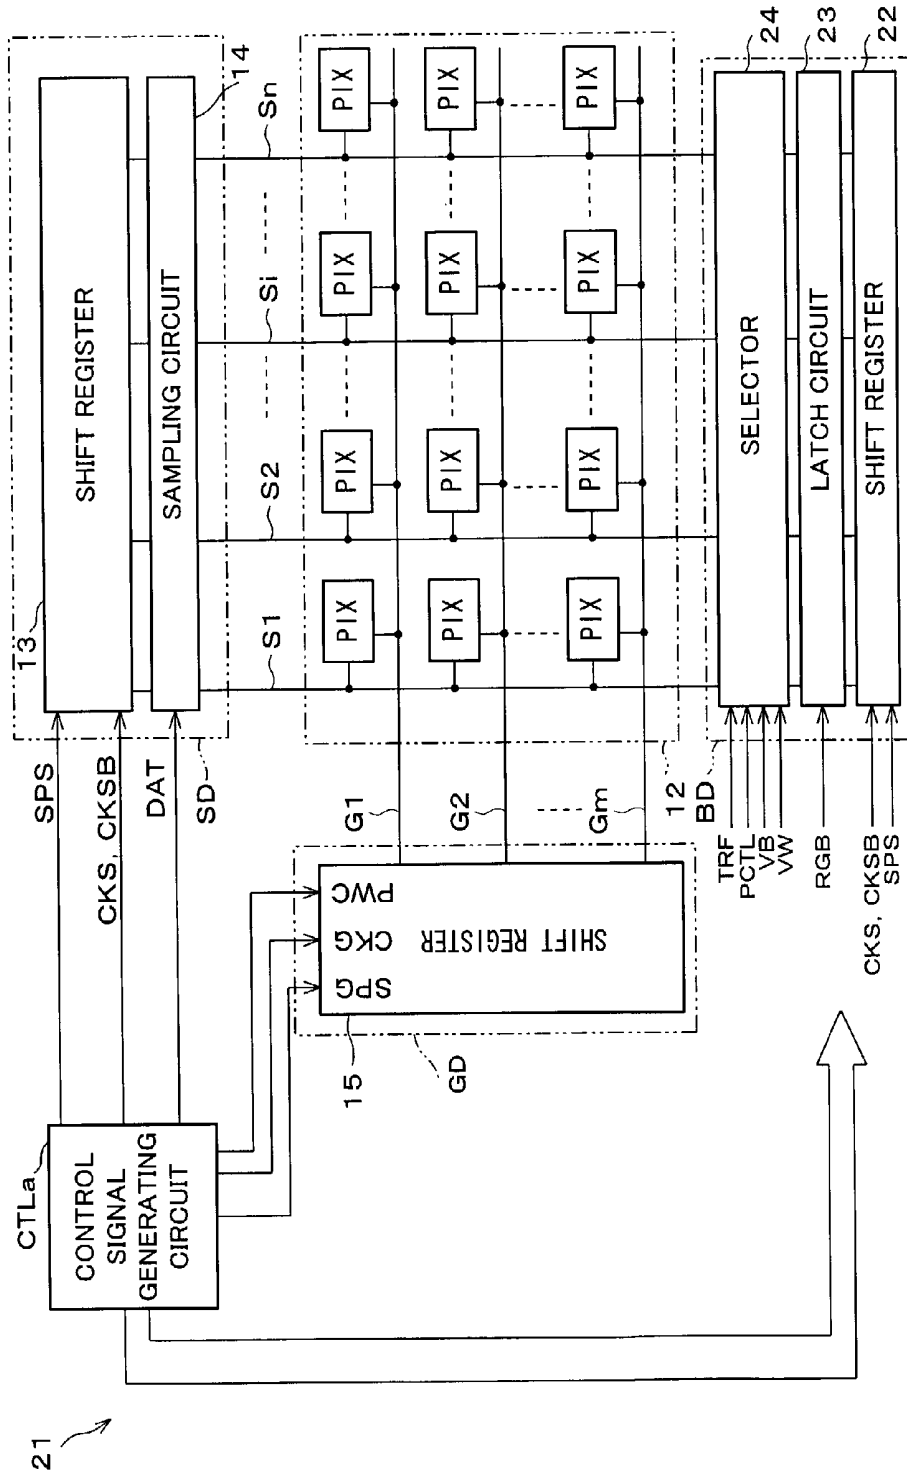 21
CTLa
CONTROL
SIGNAL
GENERATING
CIRCUIT
SPS
CKS, CKSB
DAT
SD
13
SHIFT REGISTER
SAMPLING CIRCUIT
14
S1
S2
Si
Sn
SPG
CKG
PWC
SHIFT REGISTER
15
GD
G1
G2
Gm
PIX
PIX
PIX
PIX
PIX
PIX
PIX
PIX
PIX
PIX
PIX
PIX
12
BD
TRF
PCTL
VB
VW
RGB
CKS, CKSB
SPS
SELECTOR
LATCH CIRCUIT
SHIFT REGISTER
24
23
22